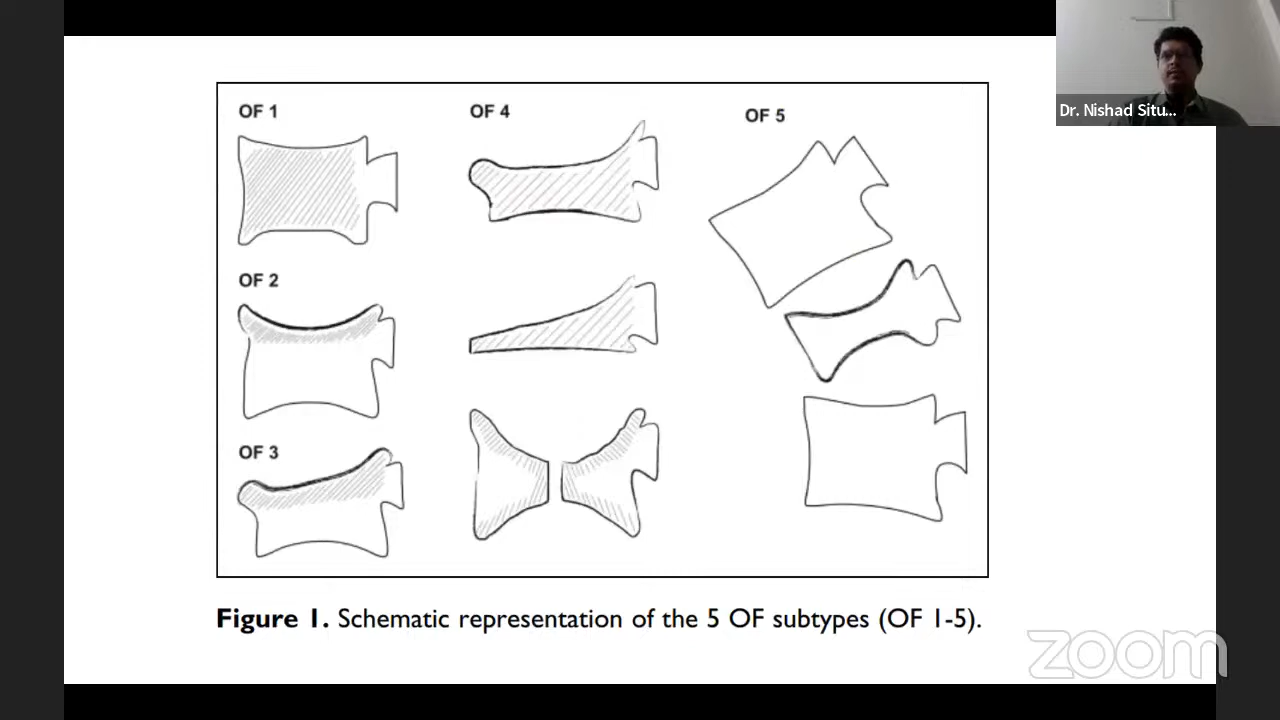 Dr. Nishad Situ...
OF 1
OF 4
OF 5
OF 2
OF 3
Figure 1. Schematic representation of the 5 OF subtypes (OF 1-5).
zoom